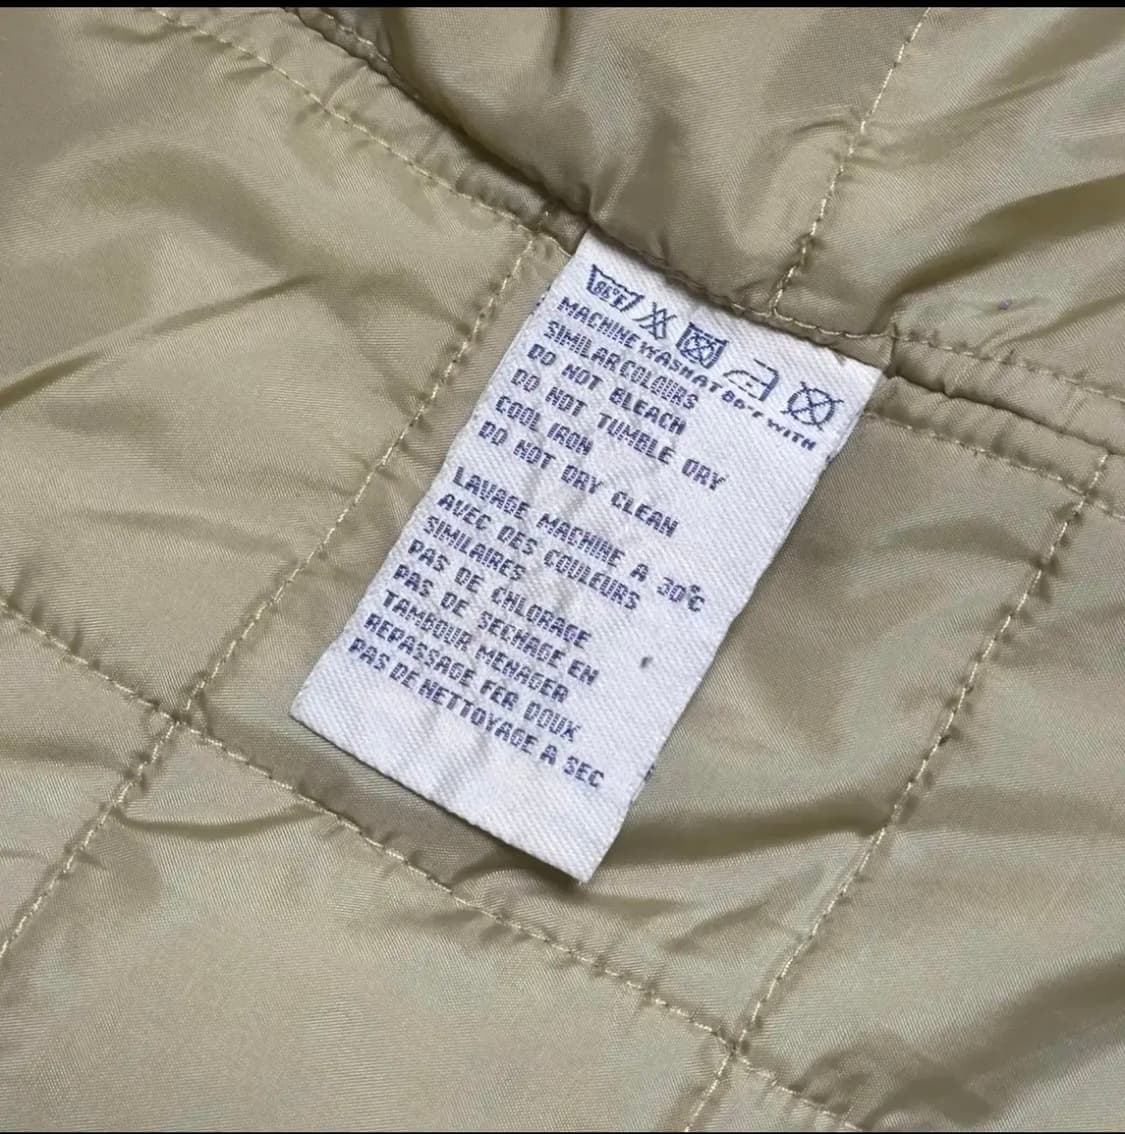 86°F
MACHINE WASH AT 86°F WITH
SIMILAR COLOURS
DO NOT BLEACH
DO NOT TUMBLE DRY
COOL IRON
DO NOT DRY CLEAN
LAVAGE MACHINE A 30°C
AVEC DES COULEURS
SIMILAIRES
PAS DE CHLORAGE
PAS DE SECHAGE EN
TAMBOUR MENAGER
REPASSAGE FER DOUX
PAS DE NETTOYAGE A SEC